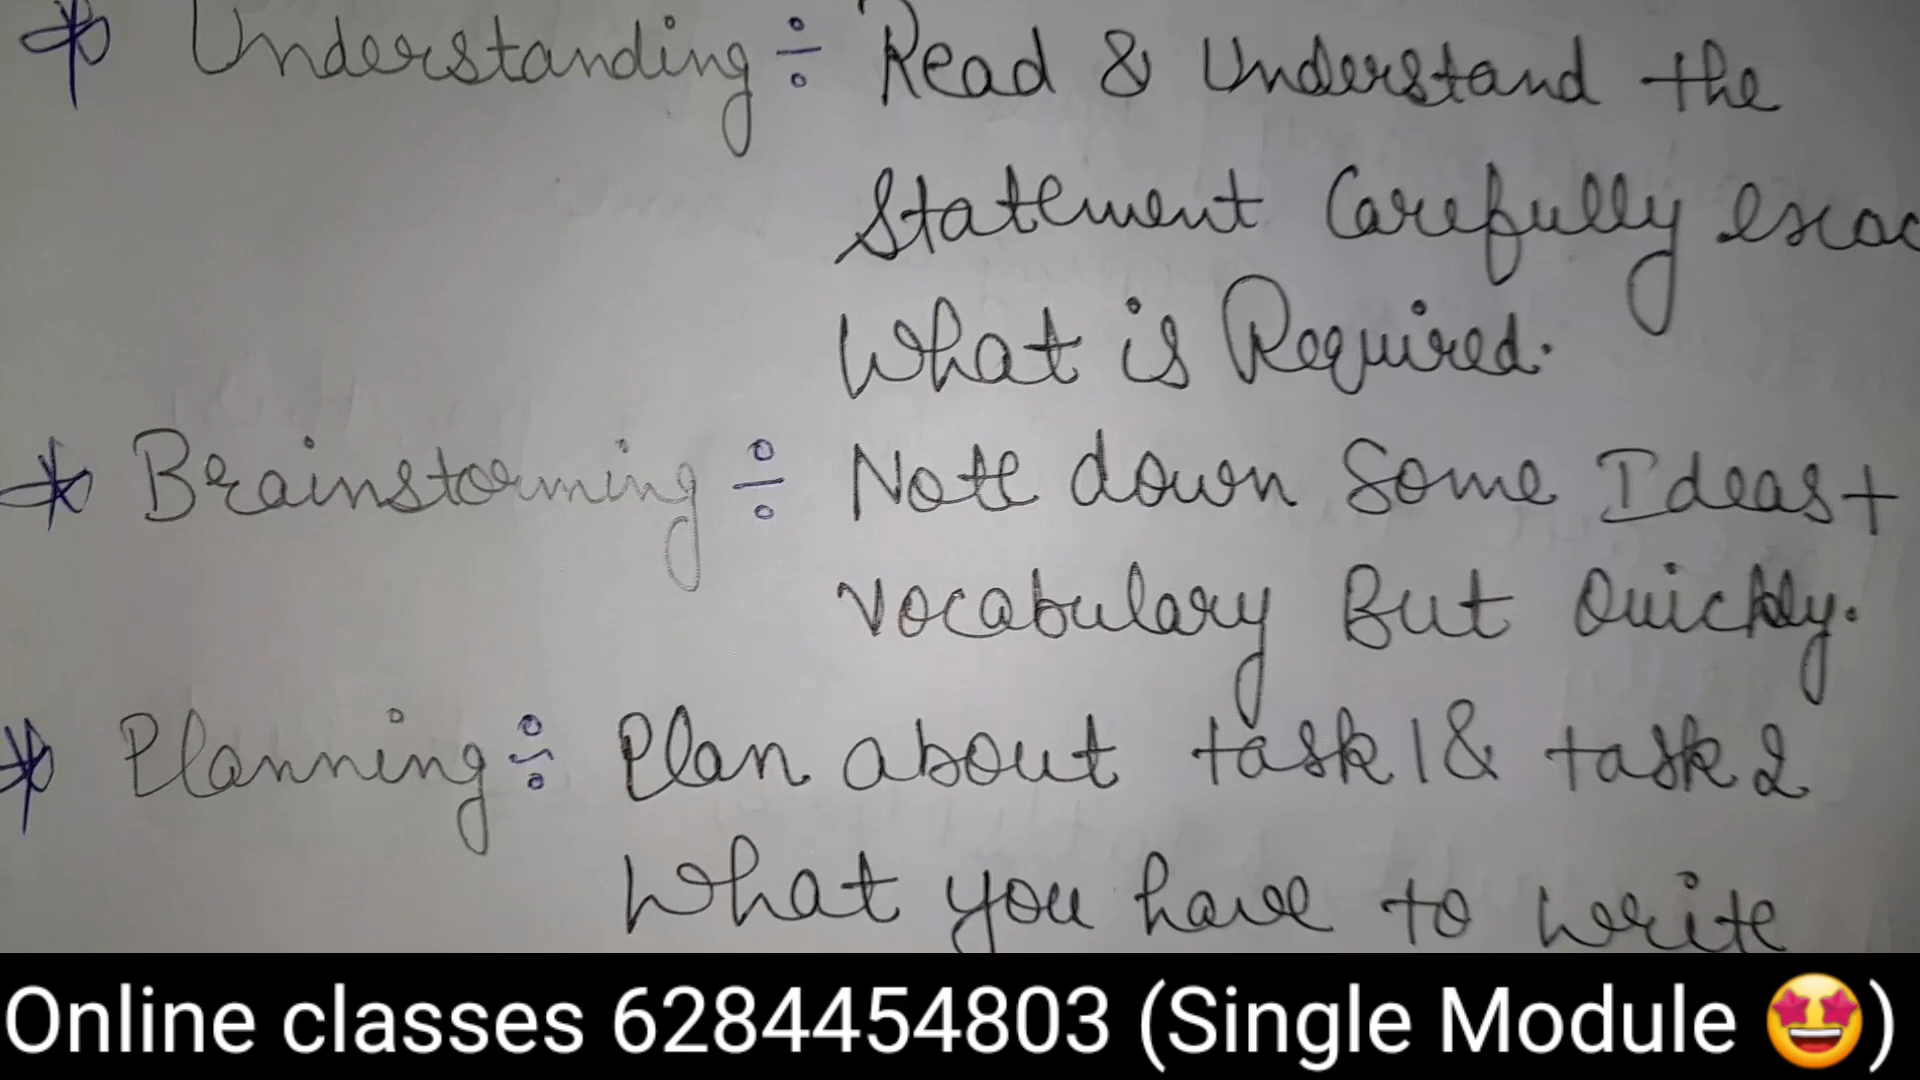 * Understanding ÷ Read & Understand the
Statement Carefully exac
What is Required.
* Brainstorming ÷ Note down Some Ideas +
Vocabulary But Quickly.
* Planning ÷ Plan about task 1 & task 2
What you have to write
Online classes 6284454803 (Single Module 🤩)